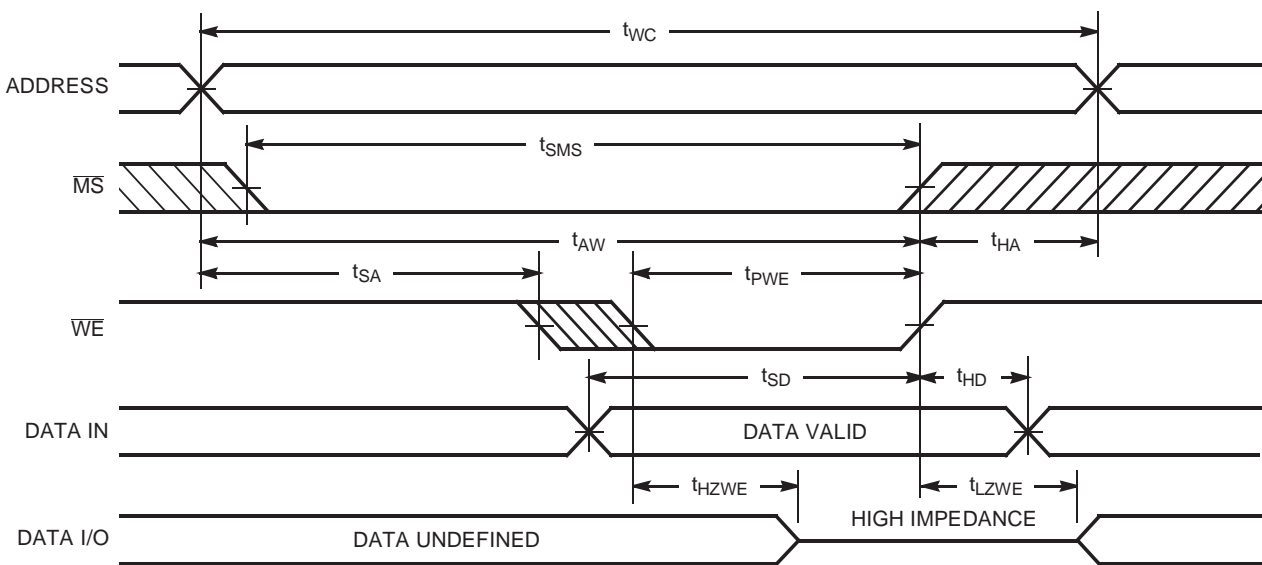 tWC
ADDRESS
tSMS
MS
tAW
tHA
tSA
tPWE
WE
tSD
tHD
DATA IN
DATA VALID
tHZWE
tLZWE
HIGH IMPEDANCE
DATA I/O
DATA UNDEFINED